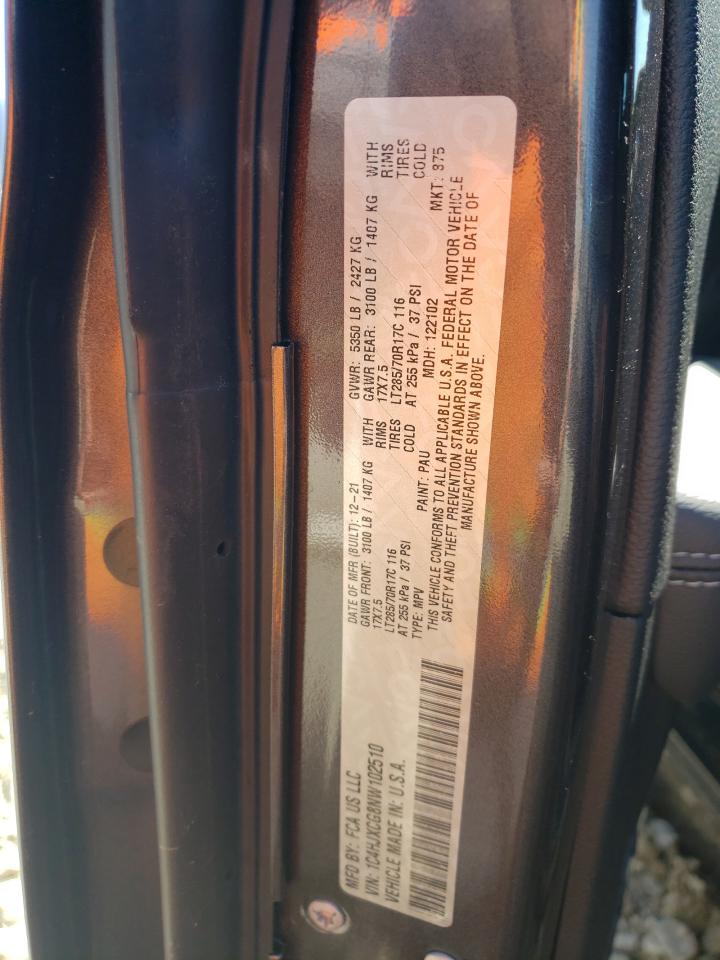 MFD BY: FCA US LLC
DATE OF MFR (BUILT): 12-21
GVWR: 5350 LB / 2427 KG
VIN: 1C4HJXCG8NW102510
GAWR FRONT: 3100 LB / 1407 KG WITH
GAWR REAR: 3100 LB / 1407 KG WITH
17X7.5 RIMS
17X7.5 RIMS
LT285/70R17C 116 TIRES
LT285/70R17C 116 TIRES
AT 255 kPa / 37 PSI COLD
AT 255 kPa / 37 PSI COLD
VEHICLE MADE IN: U.S.A.
TYPE: MPV PAINT: PAU MDH: 122102 MKT: 975
THIS VEHICLE CONFORMS TO ALL APPLICABLE U.S.A. FEDERAL MOTOR VEHICLE
SAFETY AND THEFT PREVENTION STANDARDS IN EFFECT ON THE DATE OF
MANUFACTURE SHOWN ABOVE.